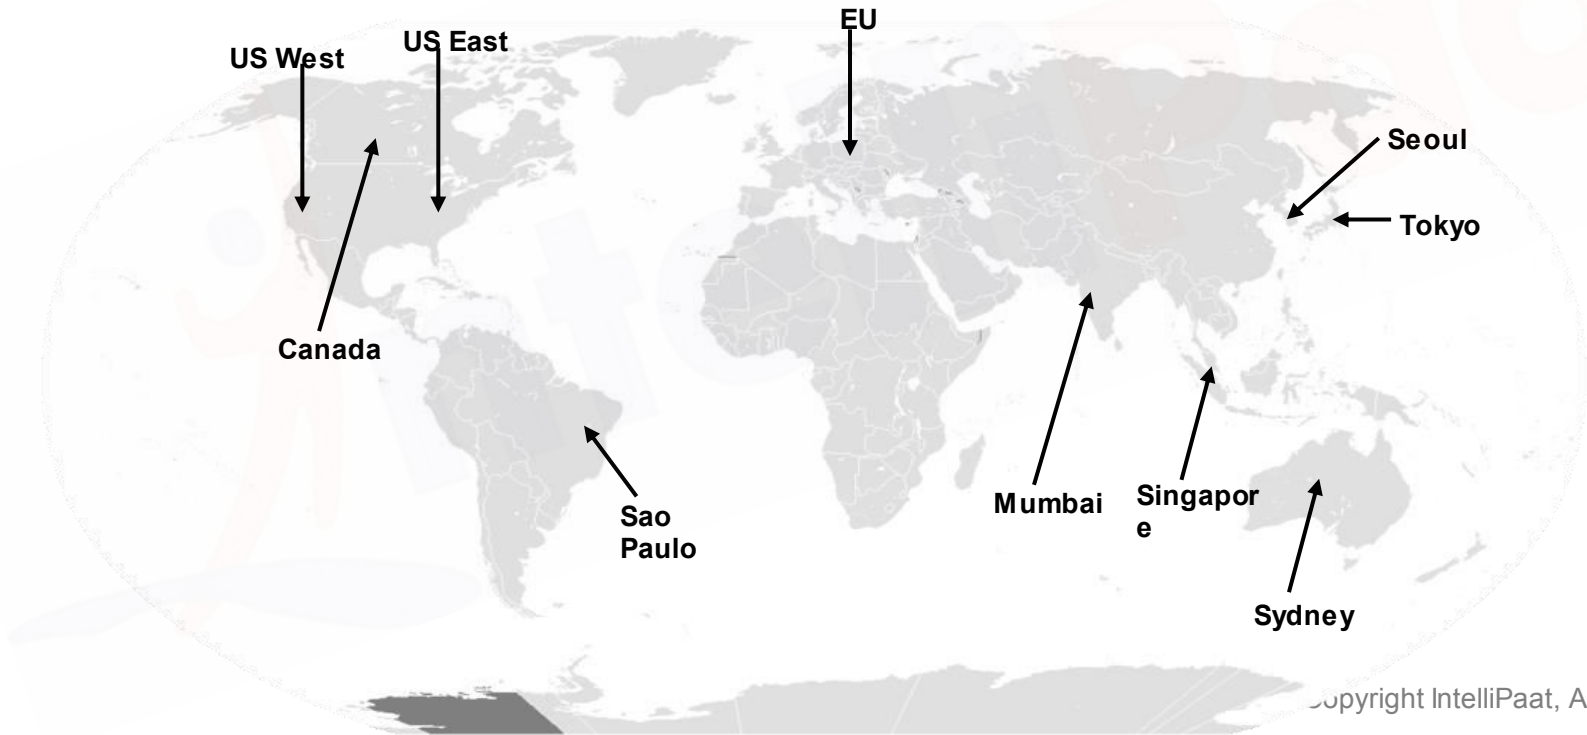 EU
US East
US West
Seoul
Tokyo
Canada
Mumbai
Singapor
e
Sao
Paulo
Sydney
opyright IntelliPaat, A